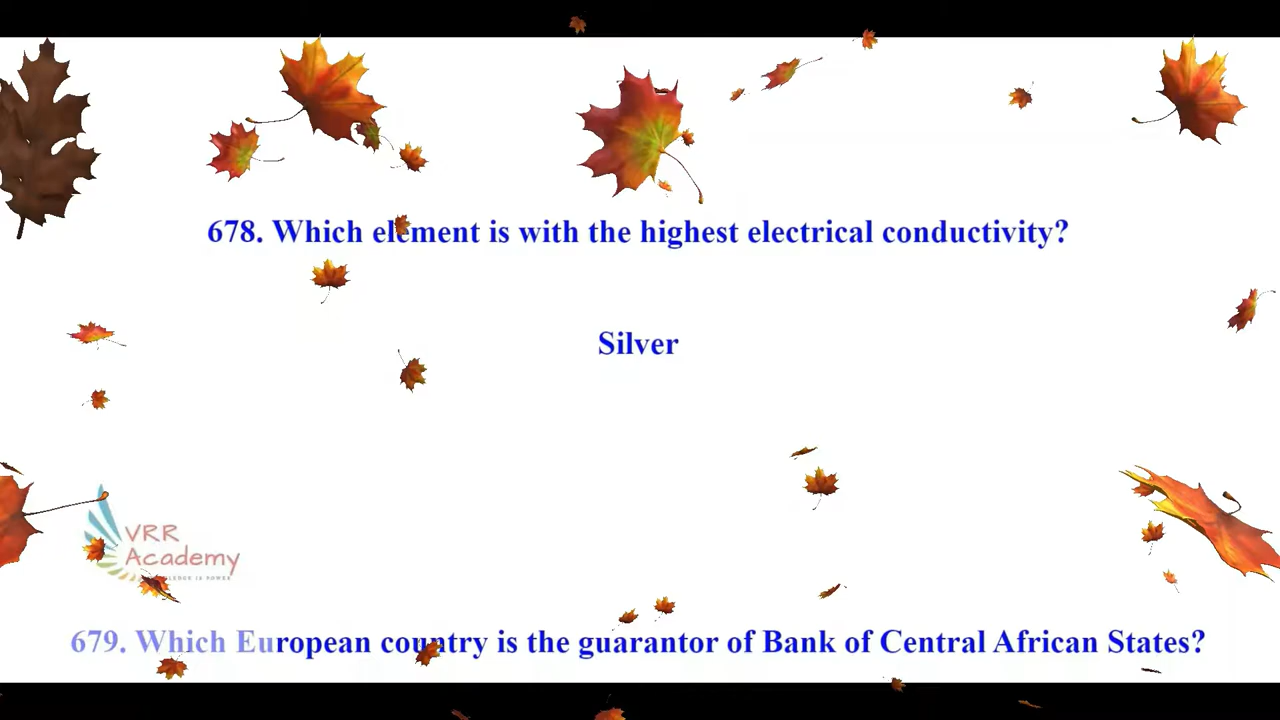 678. Which element is with the highest electrical conductivity?
Silver
VRR
Academy
679. Which European country is the guarantor of Bank of Central African States?